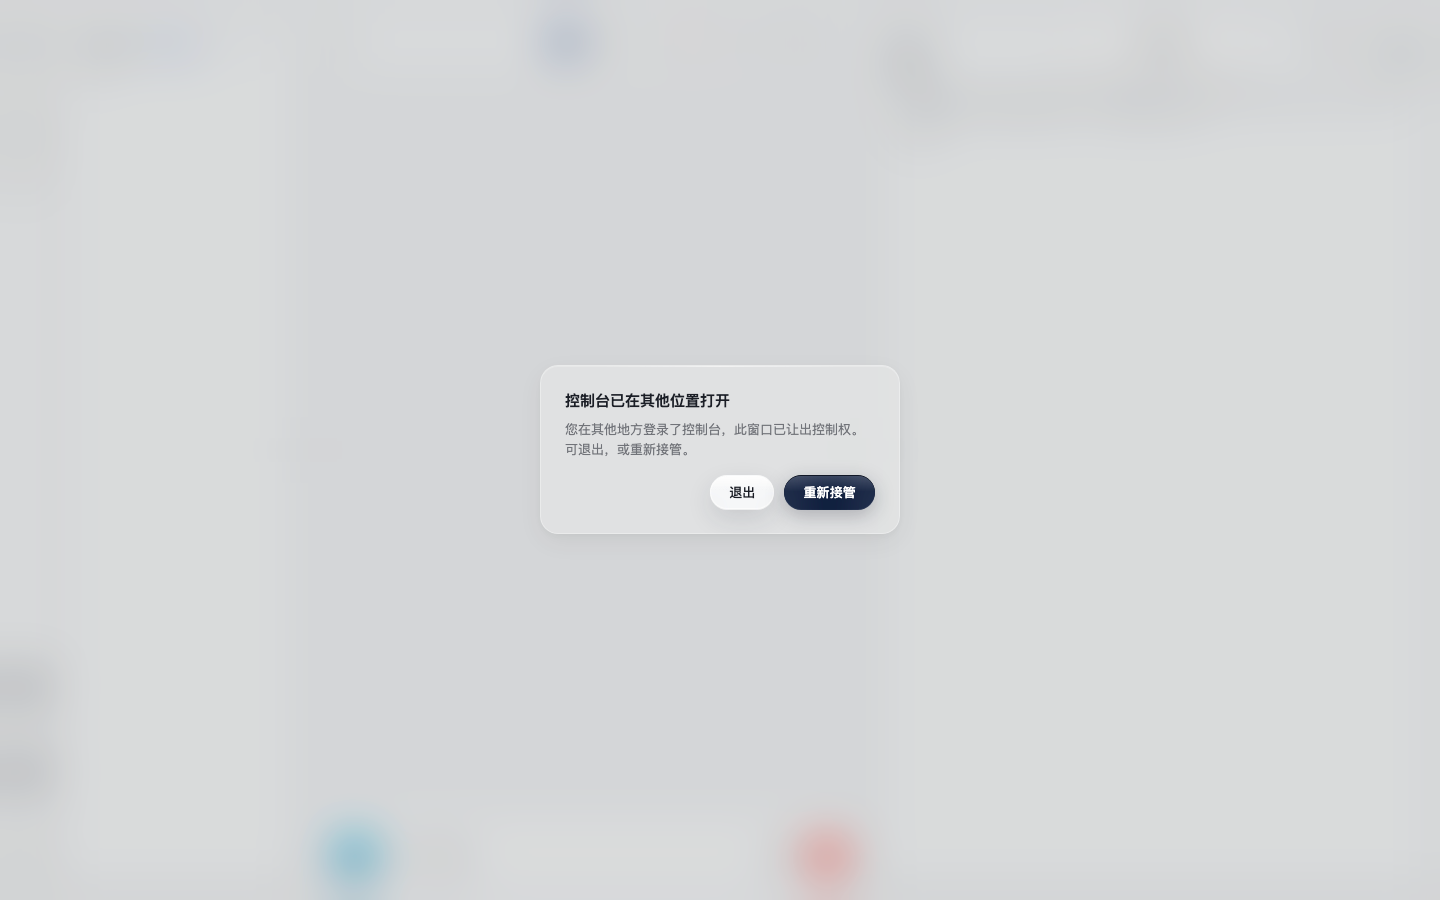 控制台已在其他位置打开
您在其他地方登录了控制台，此窗口已让出控制权。
可退出，或重新接管。
退出
重新接管